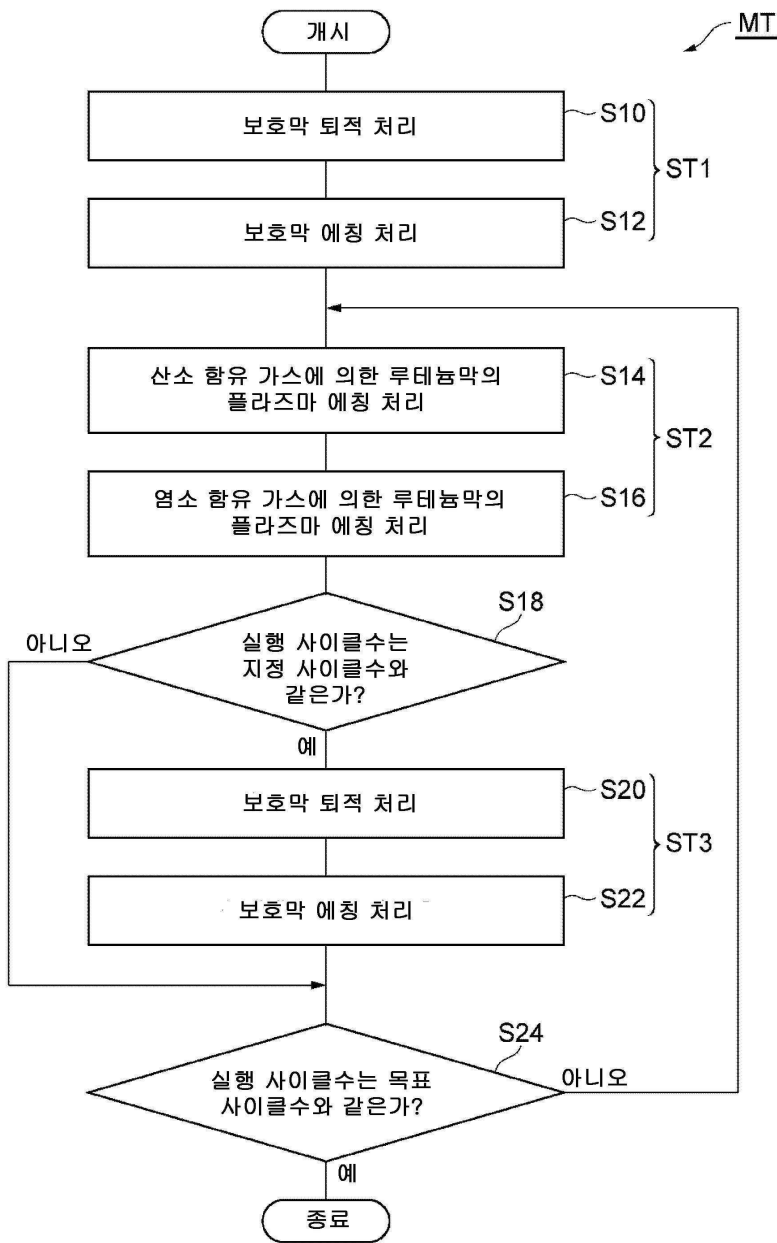 개시
MT
보호막 퇴적 처리
S10
ST1
보호막 에칭 처리
S12
산소 함유 가스에 의한 루테늄막의
플라즈마 에칭 처리
S14
ST2
염소 함유 가스에 의한 루테늄막의
플라즈마 에칭 처리
S16
S18
아니오
실행 사이클수는
지정 사이클수와
같은가?
예
보호막 퇴적 처리
S20
ST3
보호막 에칭 처리
S22
S24
실행 사이클수는 목표
사이클수와 같은가?
아니오
예
종료